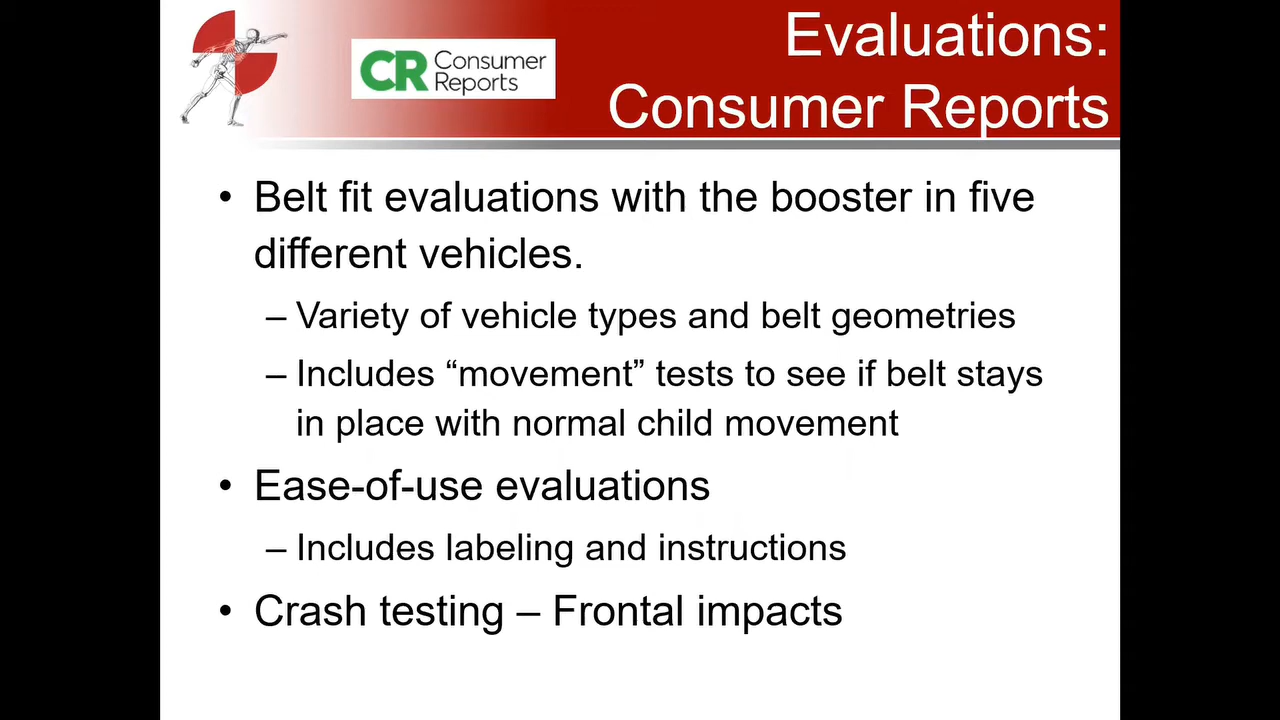 Evaluations:
Consumer Reports
CR Consumer
Reports
• Belt fit evaluations with the booster in five
different vehicles.
– Variety of vehicle types and belt geometries
– Includes “movement” tests to see if belt stays
in place with normal child movement
• Ease-of-use evaluations
– Includes labeling and instructions
• Crash testing – Frontal impacts